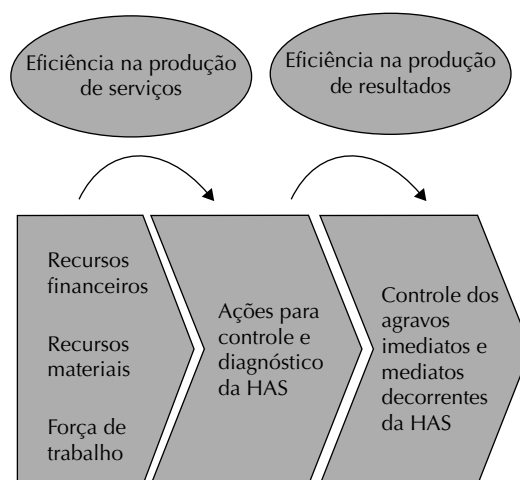 Eficiência na produção
de serviços
Eficiência na produção
de resultados
Recursos
financeiros
Recursos
materiais
Força de
trabalho
Ações para
controle e
diagnóstico
da HAS
Controle dos
agravos
imediatos e
mediatos
decorrentes
da HAS